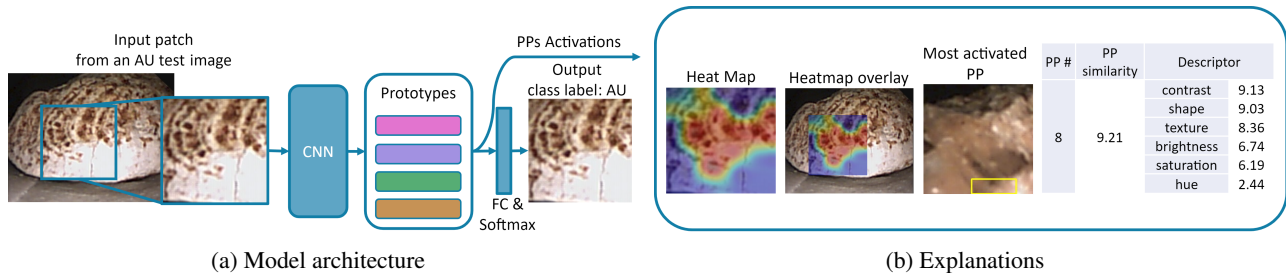 Input patch
from an AU test image
CNN
Prototypes
PPs Activations
Output
class label: AU
FC &
Softmax
(a) Model architecture
Heat Map
Heatmap overlay
Most activated
PP
PP #
PP
similarity
Descriptor
8
9.21
contrast 9.13
shape 9.03
texture 8.36
brightness 6.74
saturation 6.19
hue 2.44
(b) Explanations